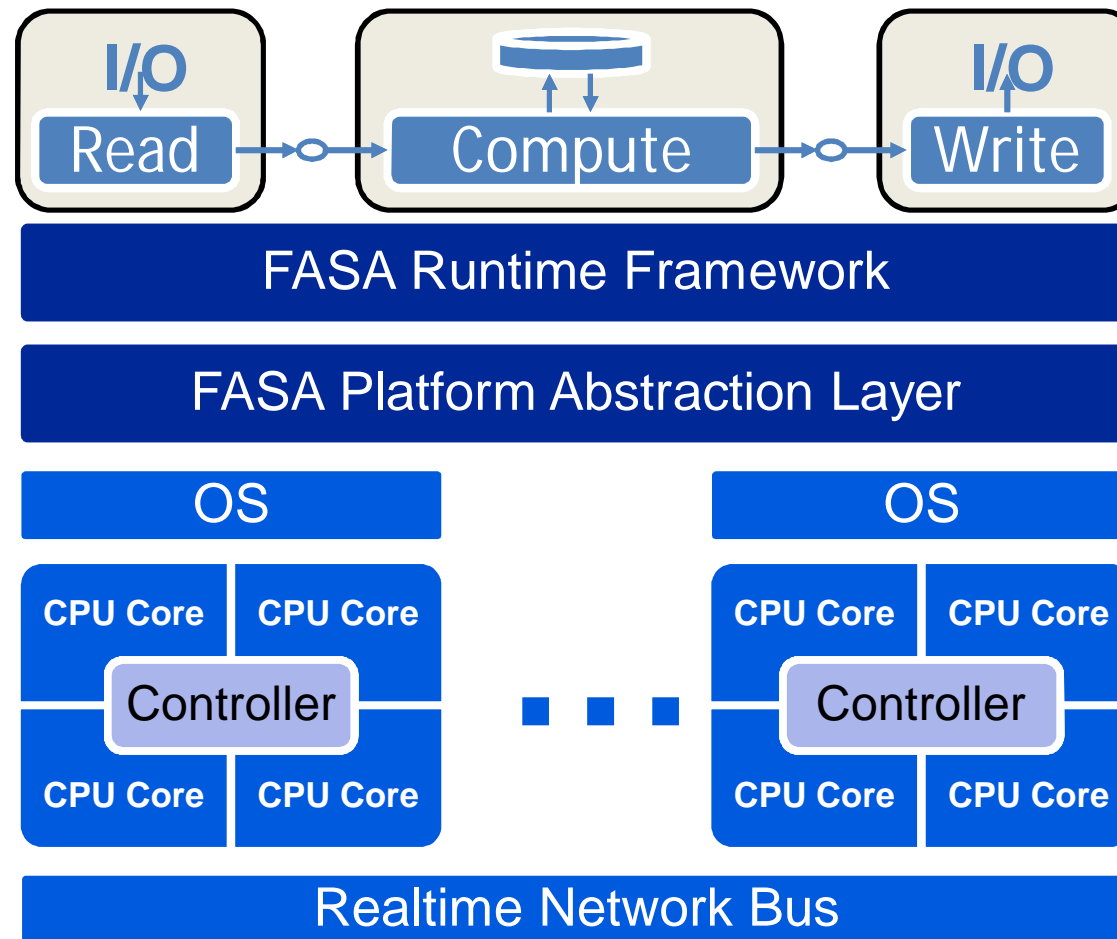 I/O I/O
Read Compute Write
FASA Runtime Framework
FASA Platform Abstraction Layer
OS OS
CPU Core CPU Core CPU Core CPU Core
Controller Controller
CPU Core CPU Core CPU Core CPU Core
Realtime Network Bus